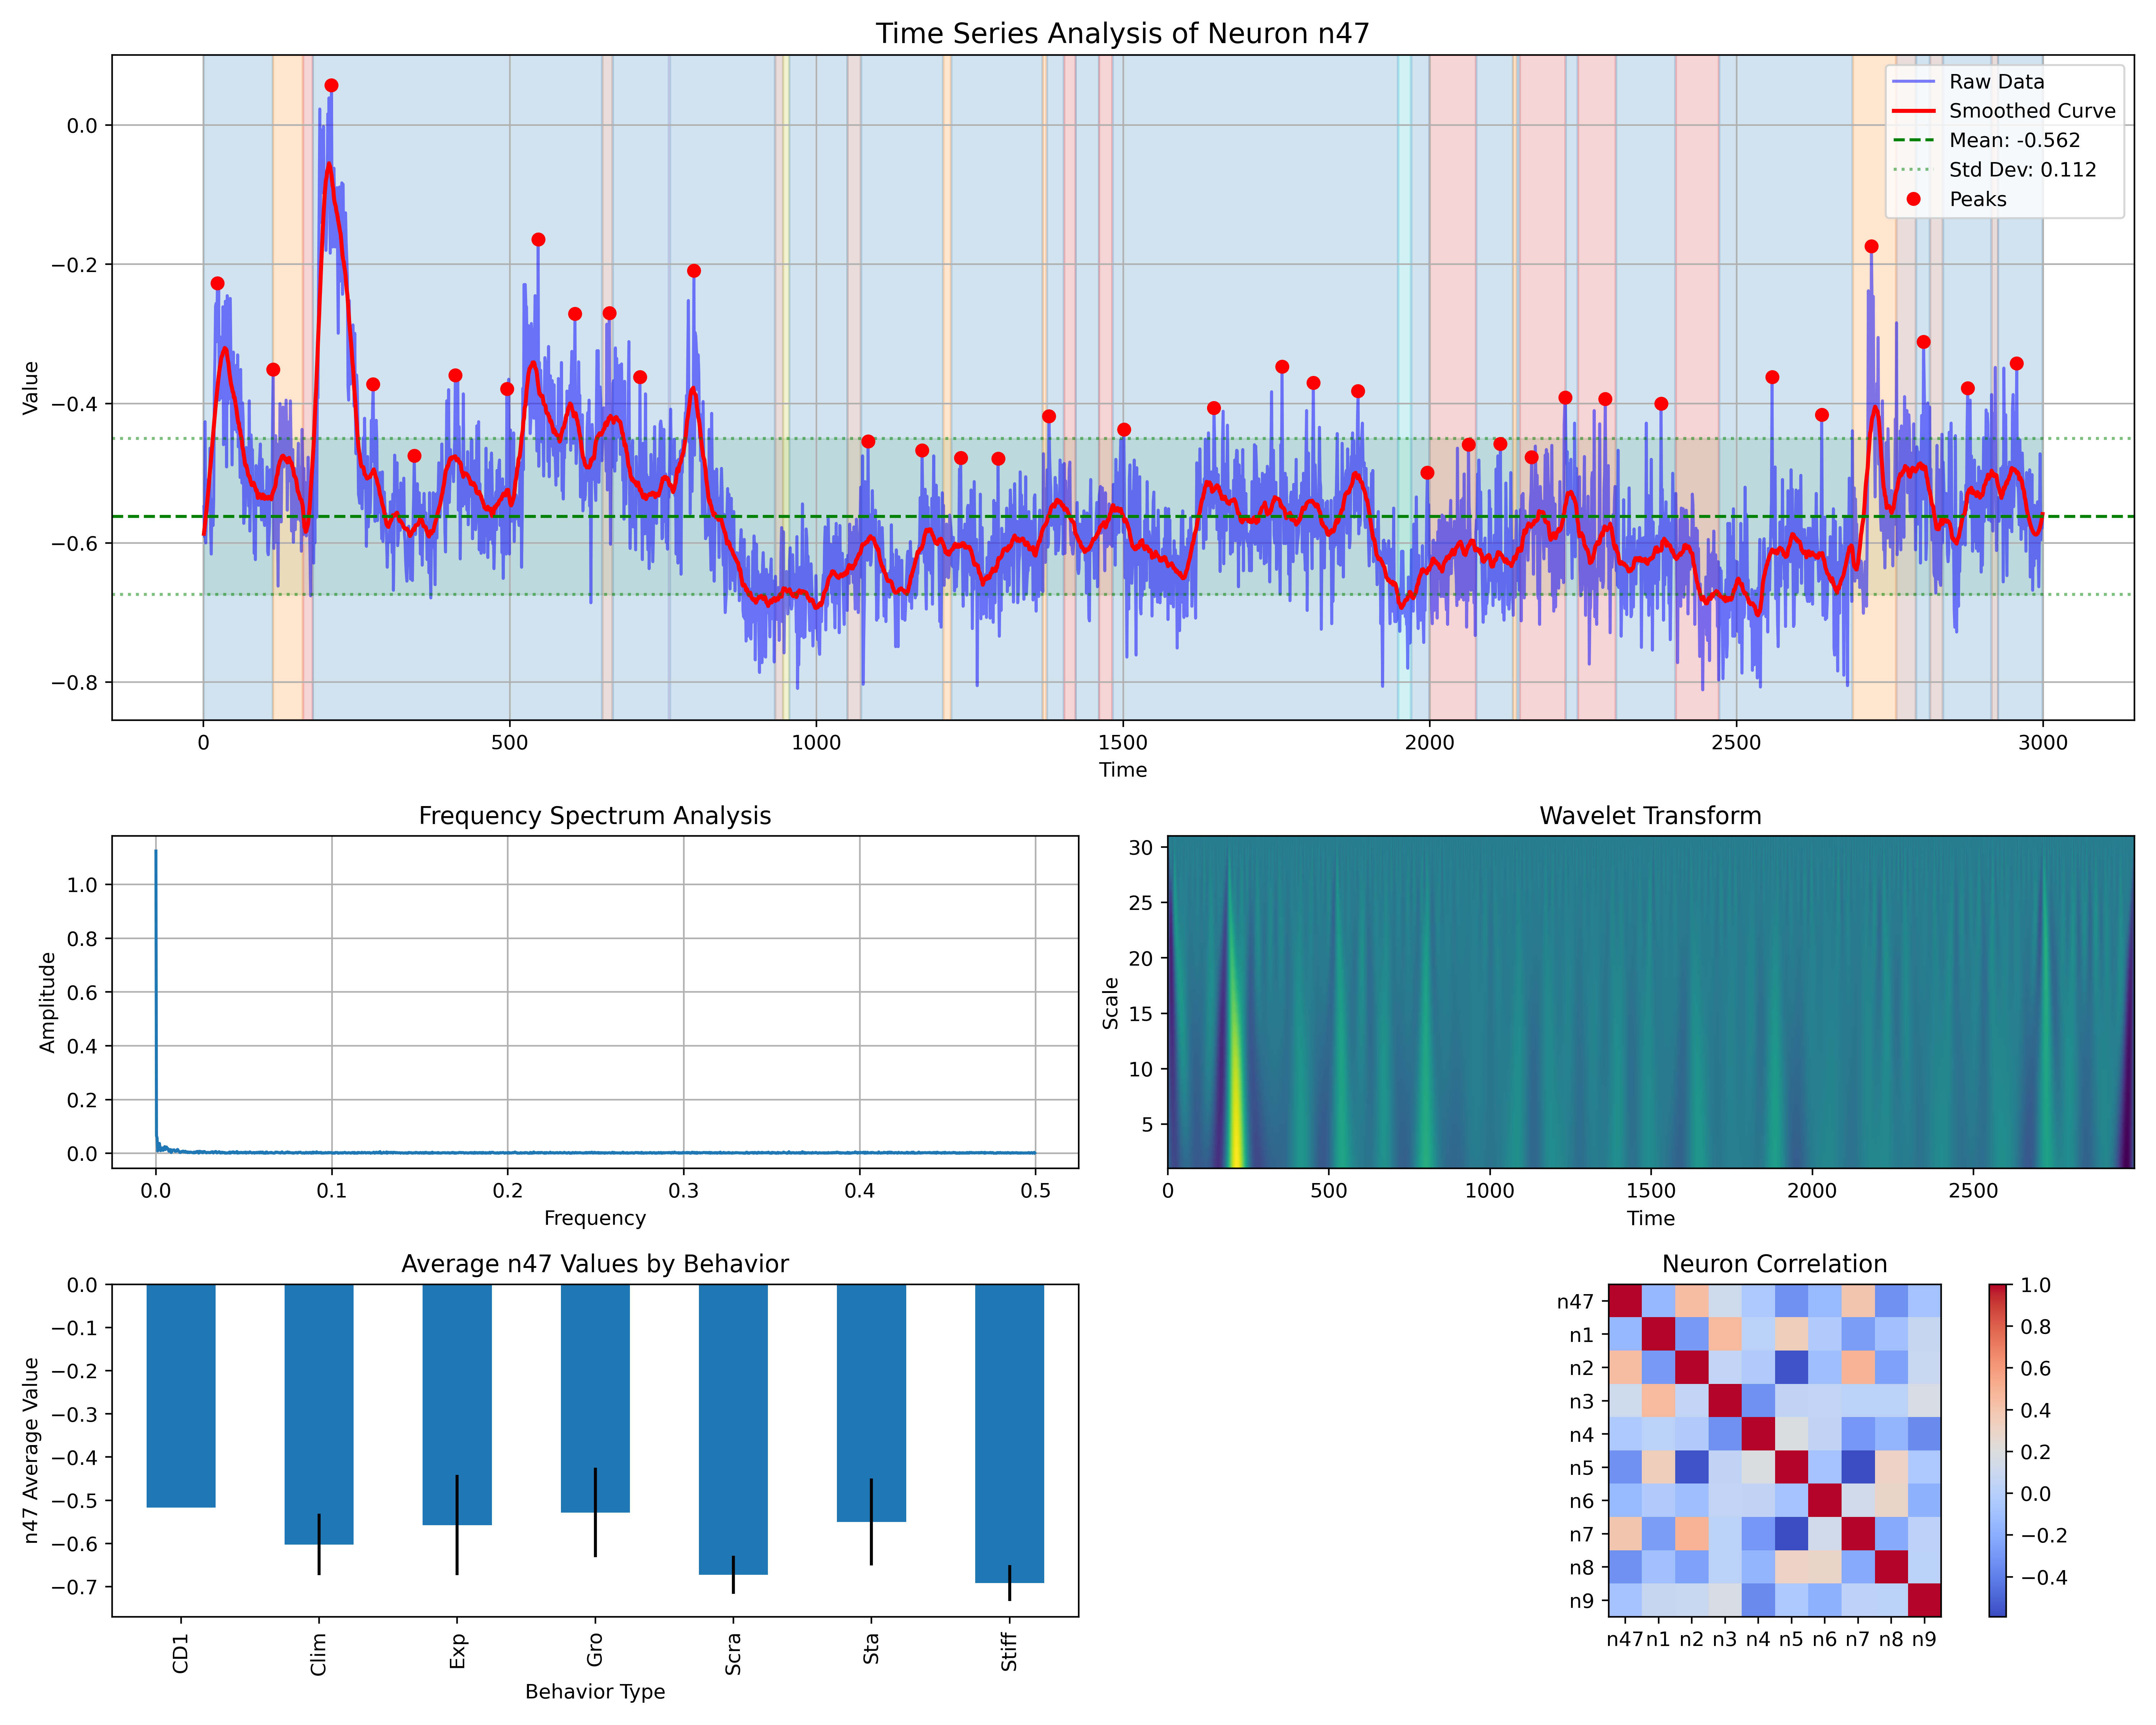 Time Series Analysis of Neuron n47
Value
0.0
−0.2
−0.4
−0.6
−0.8
Raw Data
Smoothed Curve
Mean: -0.562
Std Dev: 0.112
Peaks
0 500 1000 1500 2000 2500 3000
Time
Frequency Spectrum Analysis
Amplitude
1.0
0.8
0.6
0.4
0.2
0.0
0.0 0.1 0.2 0.3 0.4 0.5
Frequency
Wavelet Transform
Scale
30
25
20
15
10
5
0 500 1000 1500 2000 2500
Time
Average n47 Values by Behavior
n47 Average Value
0.0
−0.1
−0.2
−0.3
−0.4
−0.5
−0.6
−0.7
CD1 Clim Exp Gro Scra Sta Stiff
Behavior Type
Neuron Correlation
n47
n1
n2
n3
n4
n5
n6
n7
n8
n9
n47 n1 n2 n3 n4 n5 n6 n7 n8 n9
1.0
0.8
0.6
0.4
0.2
0.0
−0.2
−0.4